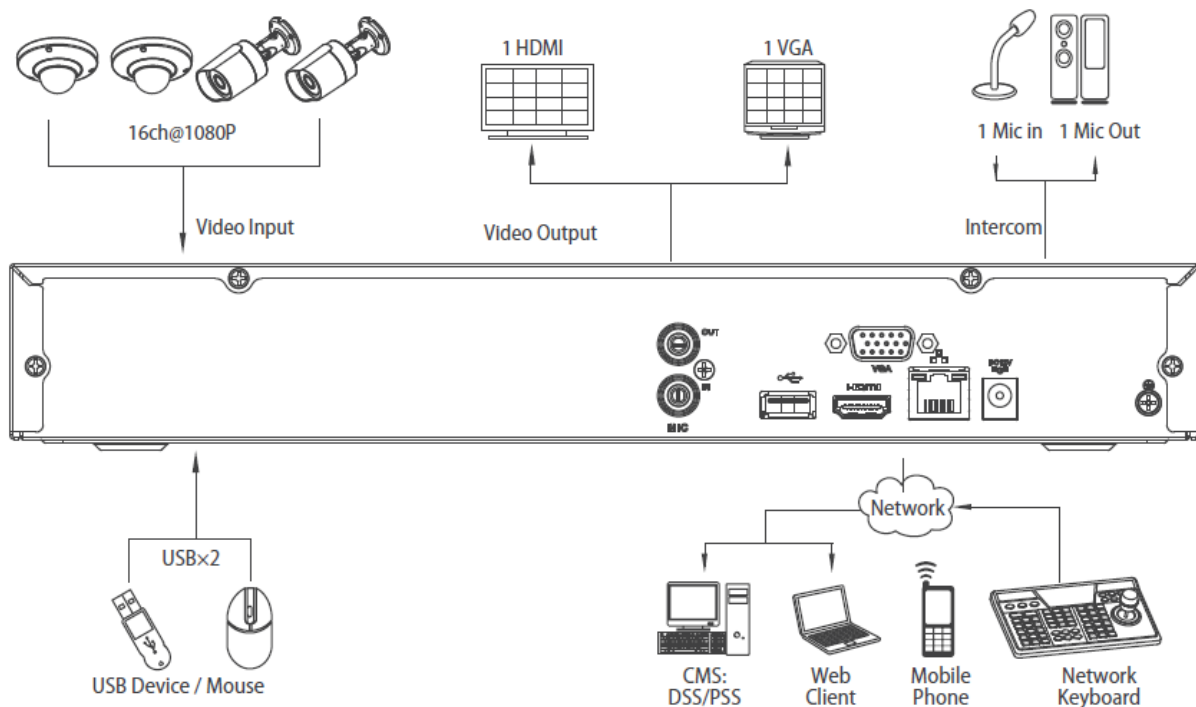 1 HDMI
1 VGA
16ch@1080P
1 Mic in
1 Mic Out
Video Input
Video Output
Intercom
OUT
IN
MIC
VGA
HDMI
Network
USB×2
USB Device / Mouse
CMS:
DSS/PSS
Web
Client
Mobile
Phone
Network
Keyboard